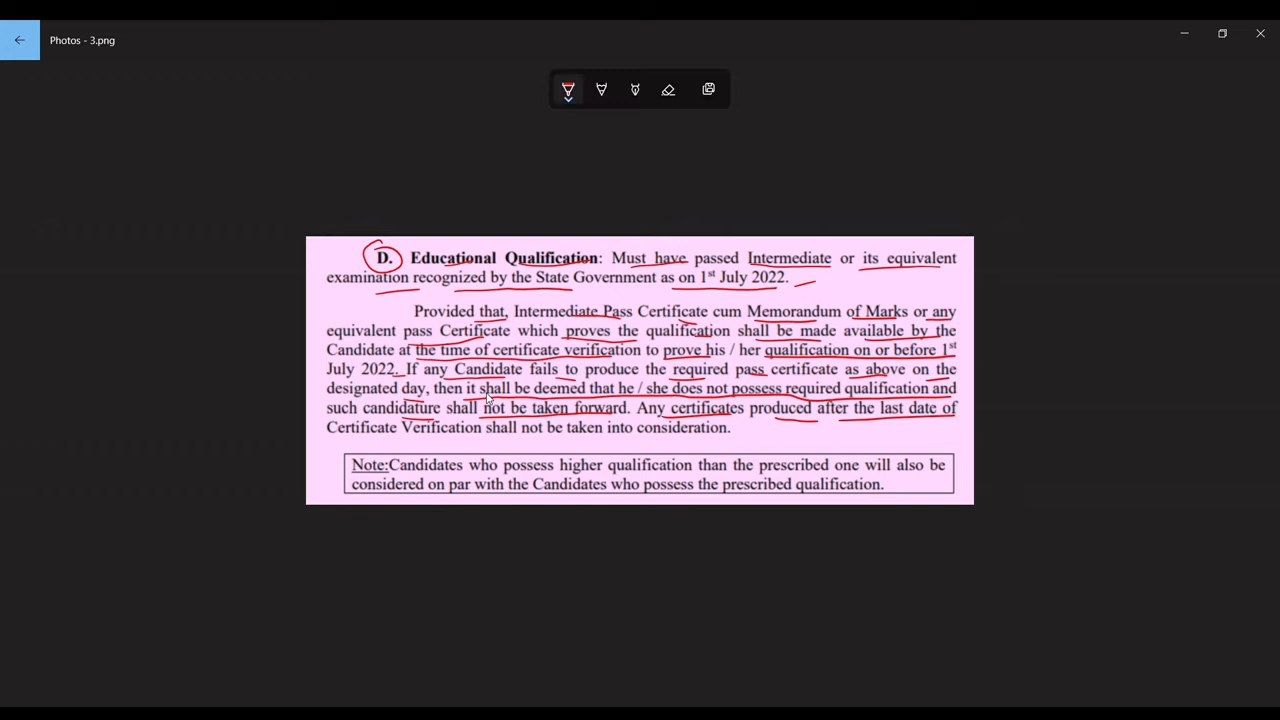 Photos - 3.png
D. Educational Qualification: Must have passed Intermediate or its equivalent
examination recognized by the State Government as on 1st July 2022.
Provided that, Intermediate Pass Certificate cum Memorandum of Marks or any
equivalent pass Certificate which proves the qualification shall be made available by the
Candidate at the time of certificate verification to prove his / her qualification on or before 1st
July 2022. If any Candidate fails to produce the required pass certificate as above on the
designated day, then it shall be deemed that he / she does not possess required qualification and
such candidature shall not be taken forward. Any certificates produced after the last date of
Certificate Verification shall not be taken into consideration.
Note:Candidates who possess higher qualification than the prescribed one will also be
considered on par with the Candidates who possess the prescribed qualification.